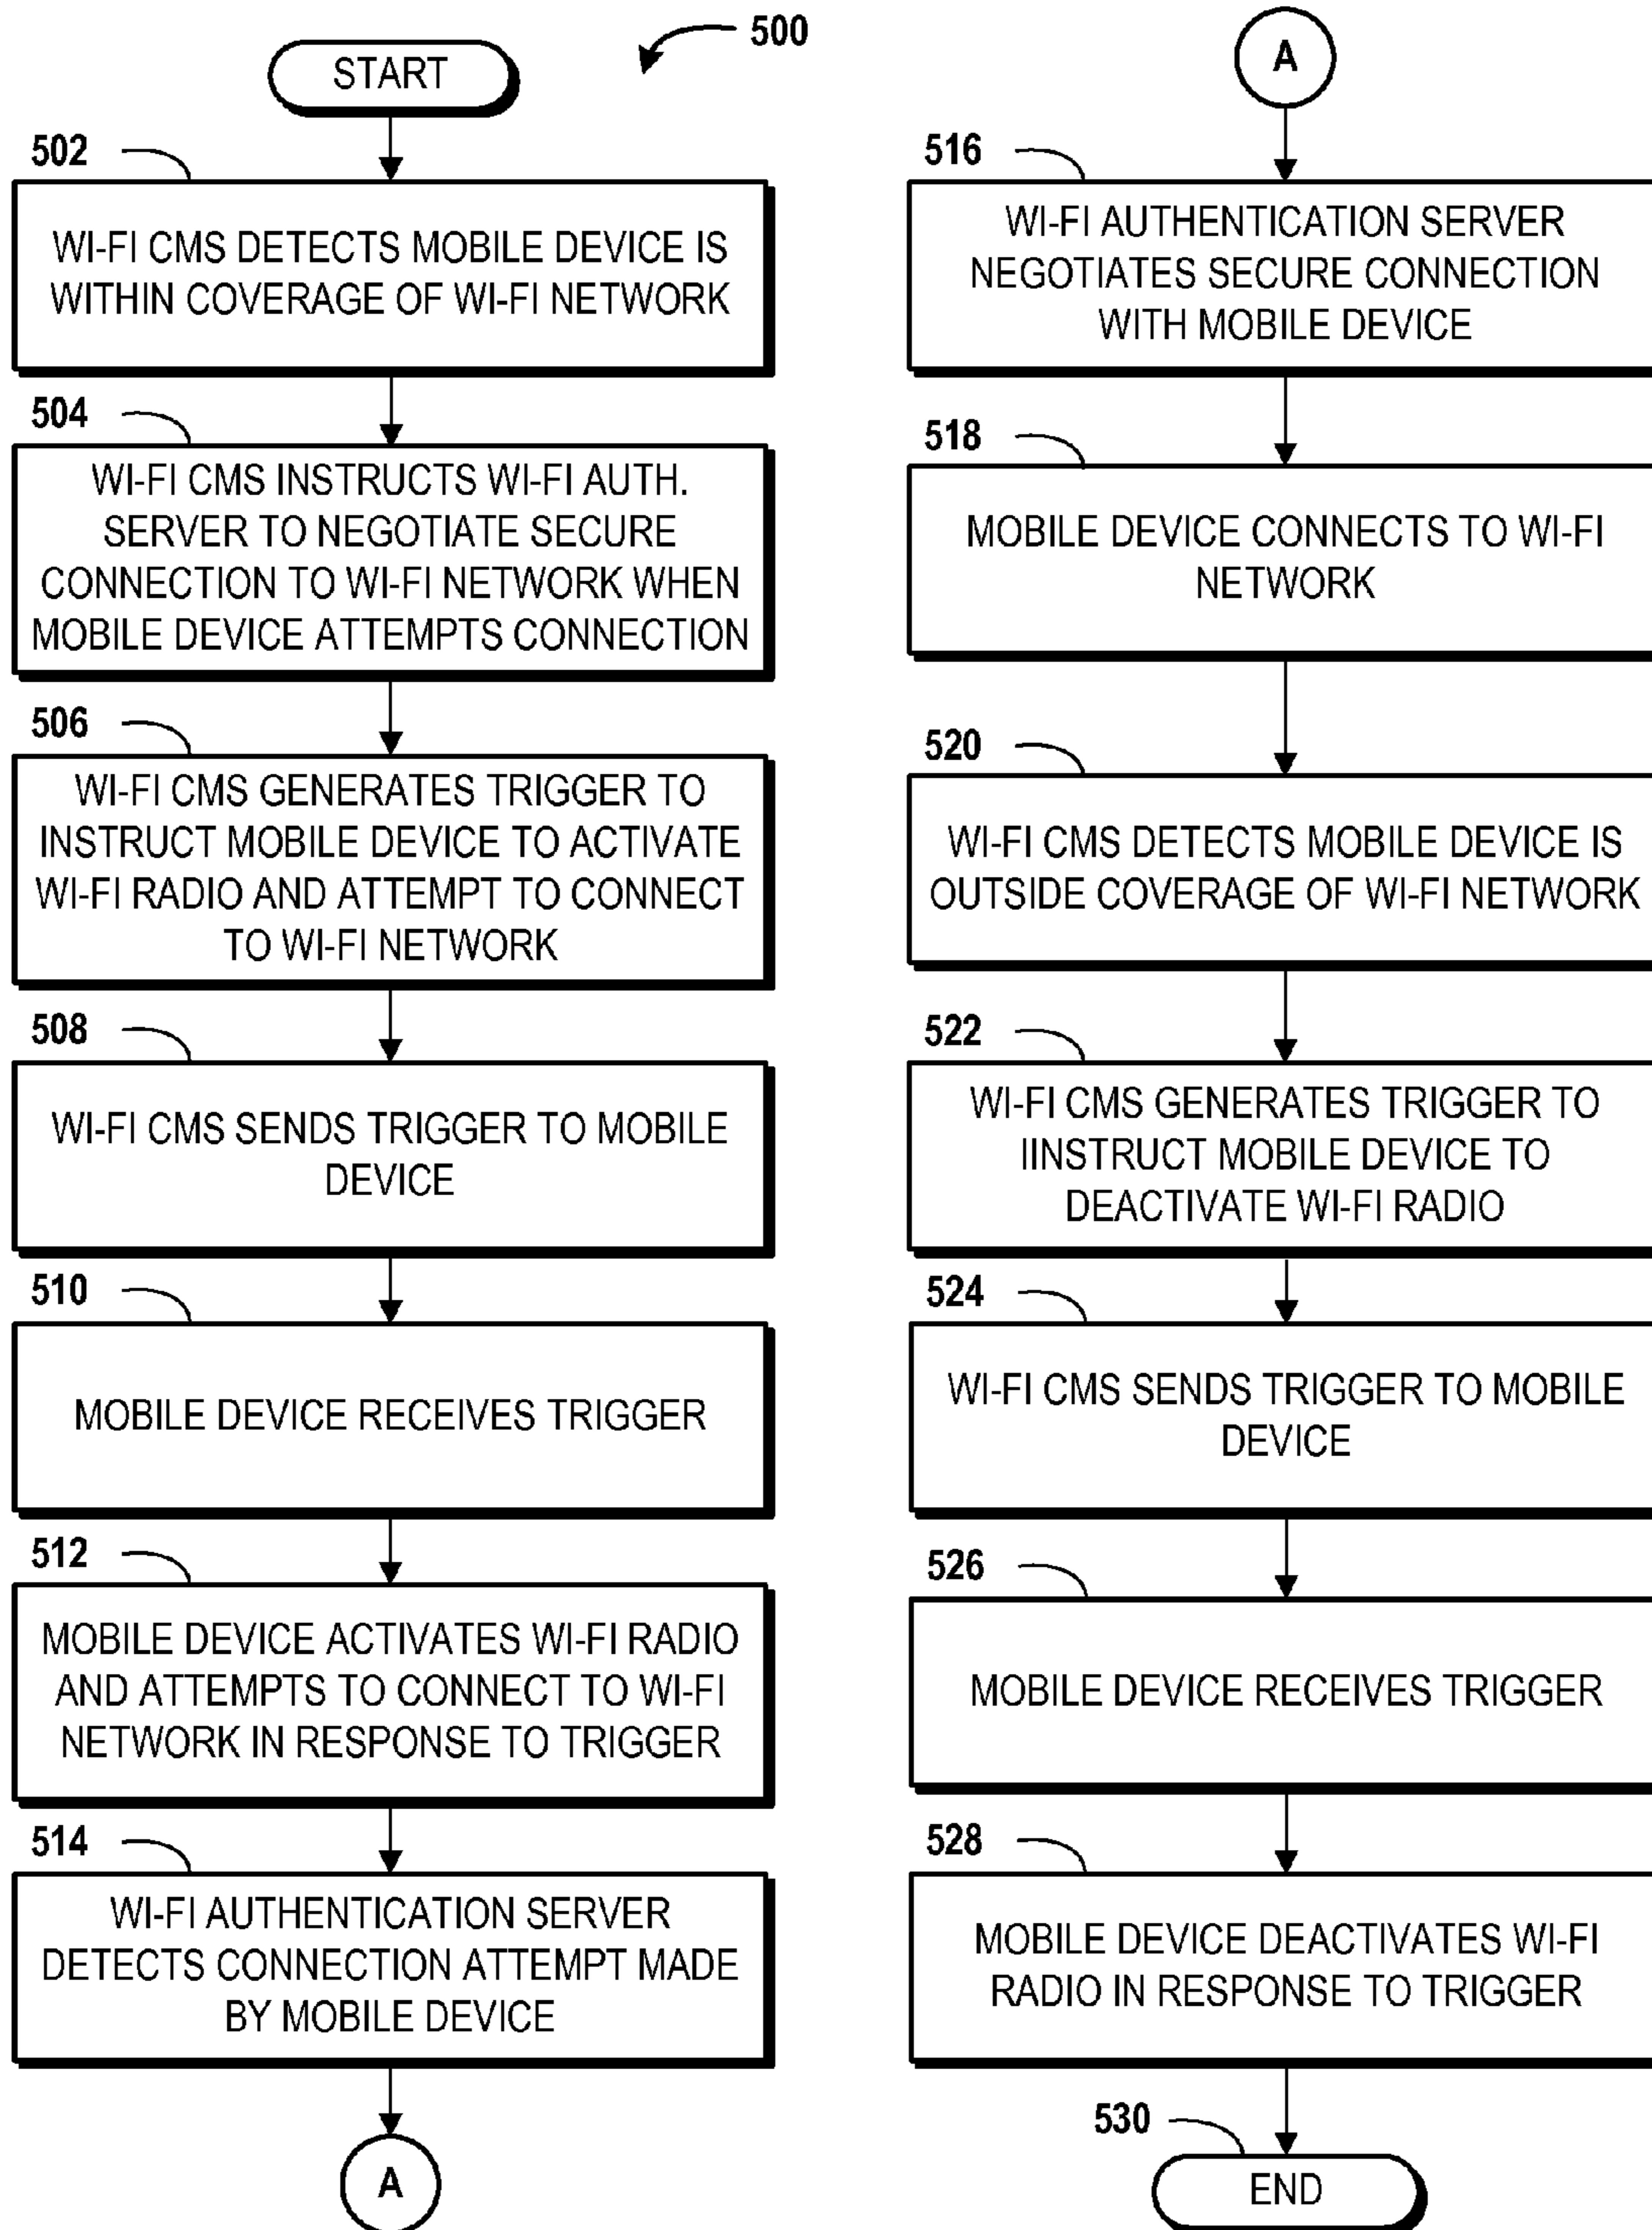 500
START
502
WI-FI CMS DETECTS MOBILE DEVICE IS
WITHIN COVERAGE OF WI-FI NETWORK
504
WI-FI CMS INSTRUCTS WI-FI AUTH.
SERVER TO NEGOTIATE SECURE
CONNECTION TO WI-FI NETWORK WHEN
MOBILE DEVICE ATTEMPTS CONNECTION
506
WI-FI CMS GENERATES TRIGGER TO
INSTRUCT MOBILE DEVICE TO ACTIVATE
WI-FI RADIO AND ATTEMPT TO CONNECT
TO WI-FI NETWORK
508
WI-FI CMS SENDS TRIGGER TO MOBILE
DEVICE
510
MOBILE DEVICE RECEIVES TRIGGER
512
MOBILE DEVICE ACTIVATES WI-FI RADIO
AND ATTEMPTS TO CONNECT TO WI-FI
NETWORK IN RESPONSE TO TRIGGER
514
WI-FI AUTHENTICATION SERVER
DETECTS CONNECTION ATTEMPT MADE
BY MOBILE DEVICE
A
A
516
WI-FI AUTHENTICATION SERVER
NEGOTIATES SECURE CONNECTION
WITH MOBILE DEVICE
518
MOBILE DEVICE CONNECTS TO WI-FI
NETWORK
520
WI-FI CMS DETECTS MOBILE DEVICE IS
OUTSIDE COVERAGE OF WI-FI NETWORK
522
WI-FI CMS GENERATES TRIGGER TO
IINSTRUCT MOBILE DEVICE TO
DEACTIVATE WI-FI RADIO
524
WI-FI CMS SENDS TRIGGER TO MOBILE
DEVICE
526
MOBILE DEVICE RECEIVES TRIGGER
528
MOBILE DEVICE DEACTIVATES WI-FI
RADIO IN RESPONSE TO TRIGGER
530
END